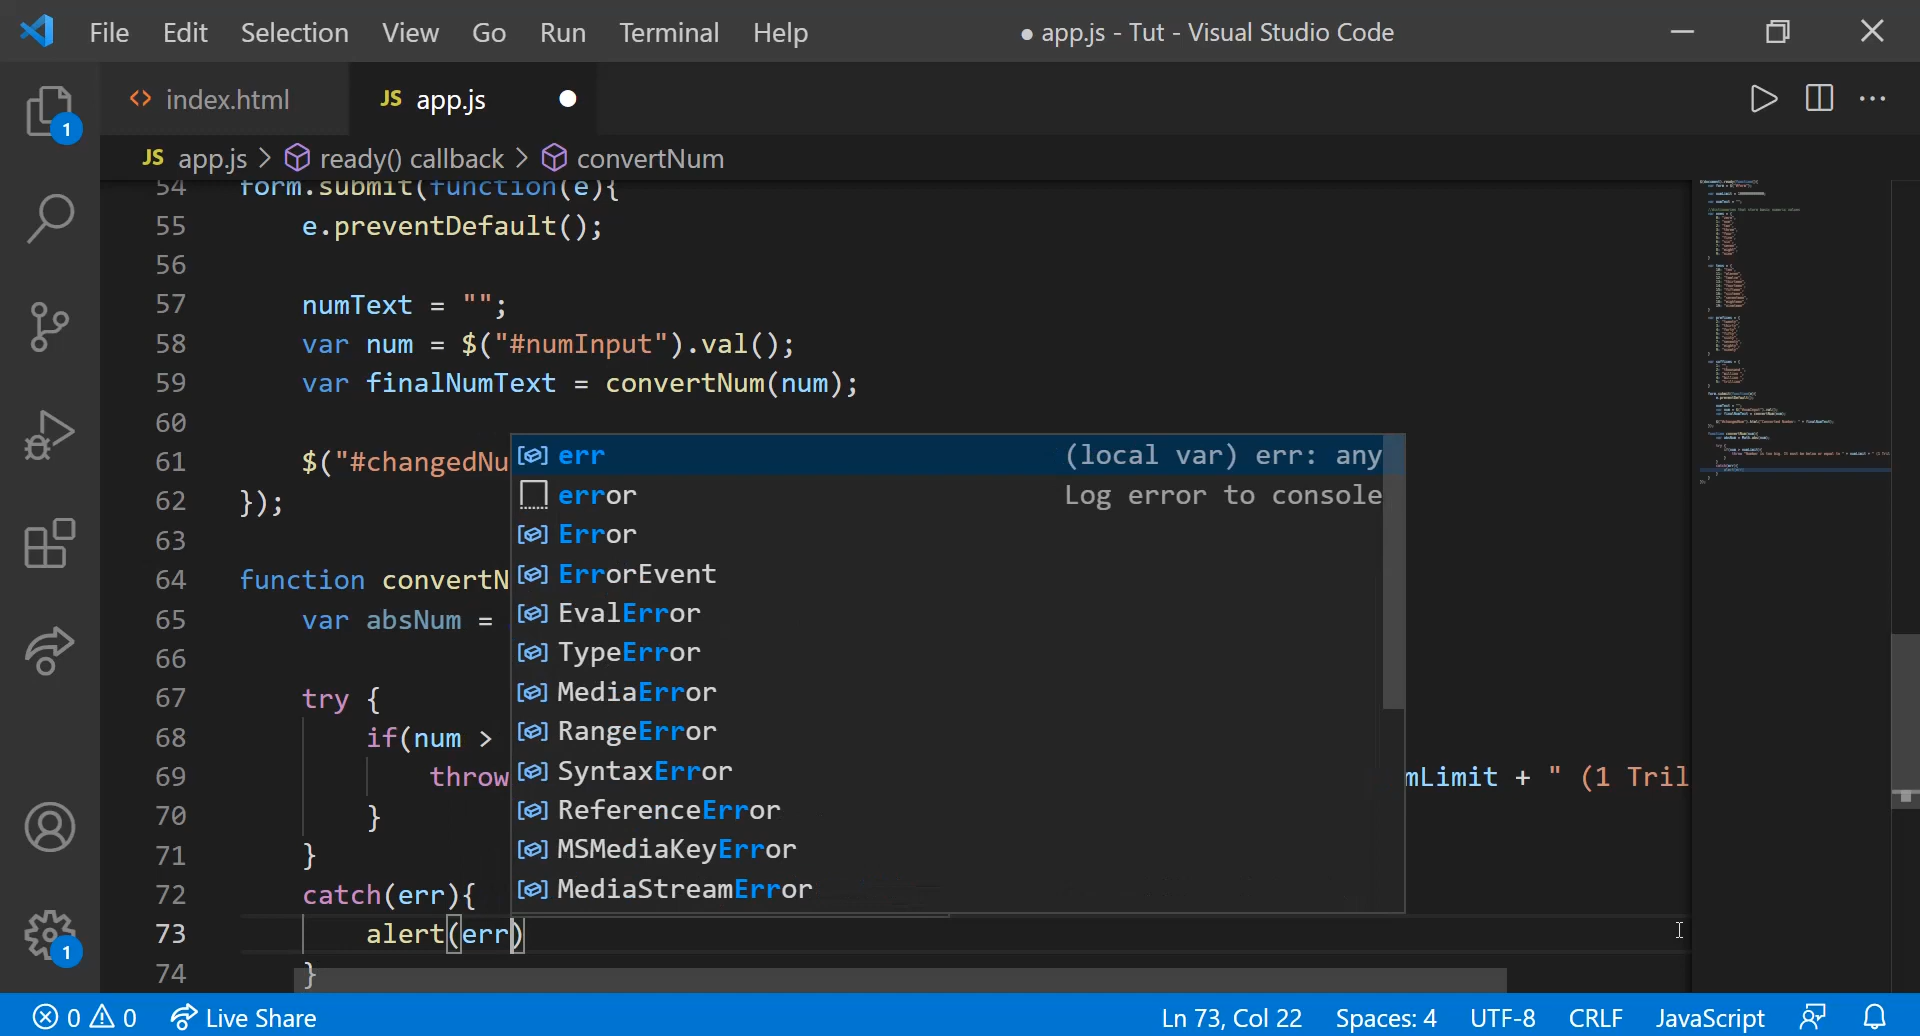 File Edit Selection View Go Run Terminal Help ● app.js - Tut - Visual Studio Code
index.html JS app.js
JS app.js > ready() callback > convertNum
54 form.submit(function(e){
55 e.preventDefault();
56
57 numText = "";
58 var num = $("#numInput").val();
59 var finalNumText = convertNum(num);
60
61 $("#changedNu
62 });
63
64 function convertN
65 var absNum =
66
67 try {
68 if(num >
69 throw mLimit + " (1 Tril
70 }
71 }
72 catch(err){
73 alert(err)
74 }
err (local var) err: any
error Log error to console
Error
ErrorEvent
EvalError
TypeError
MediaError
RangeError
SyntaxError
ReferenceError
MSMediaKeyError
MediaStreamError
1
1
0 0 Live Share Ln 73, Col 22 Spaces: 4 UTF-8 CRLF JavaScript